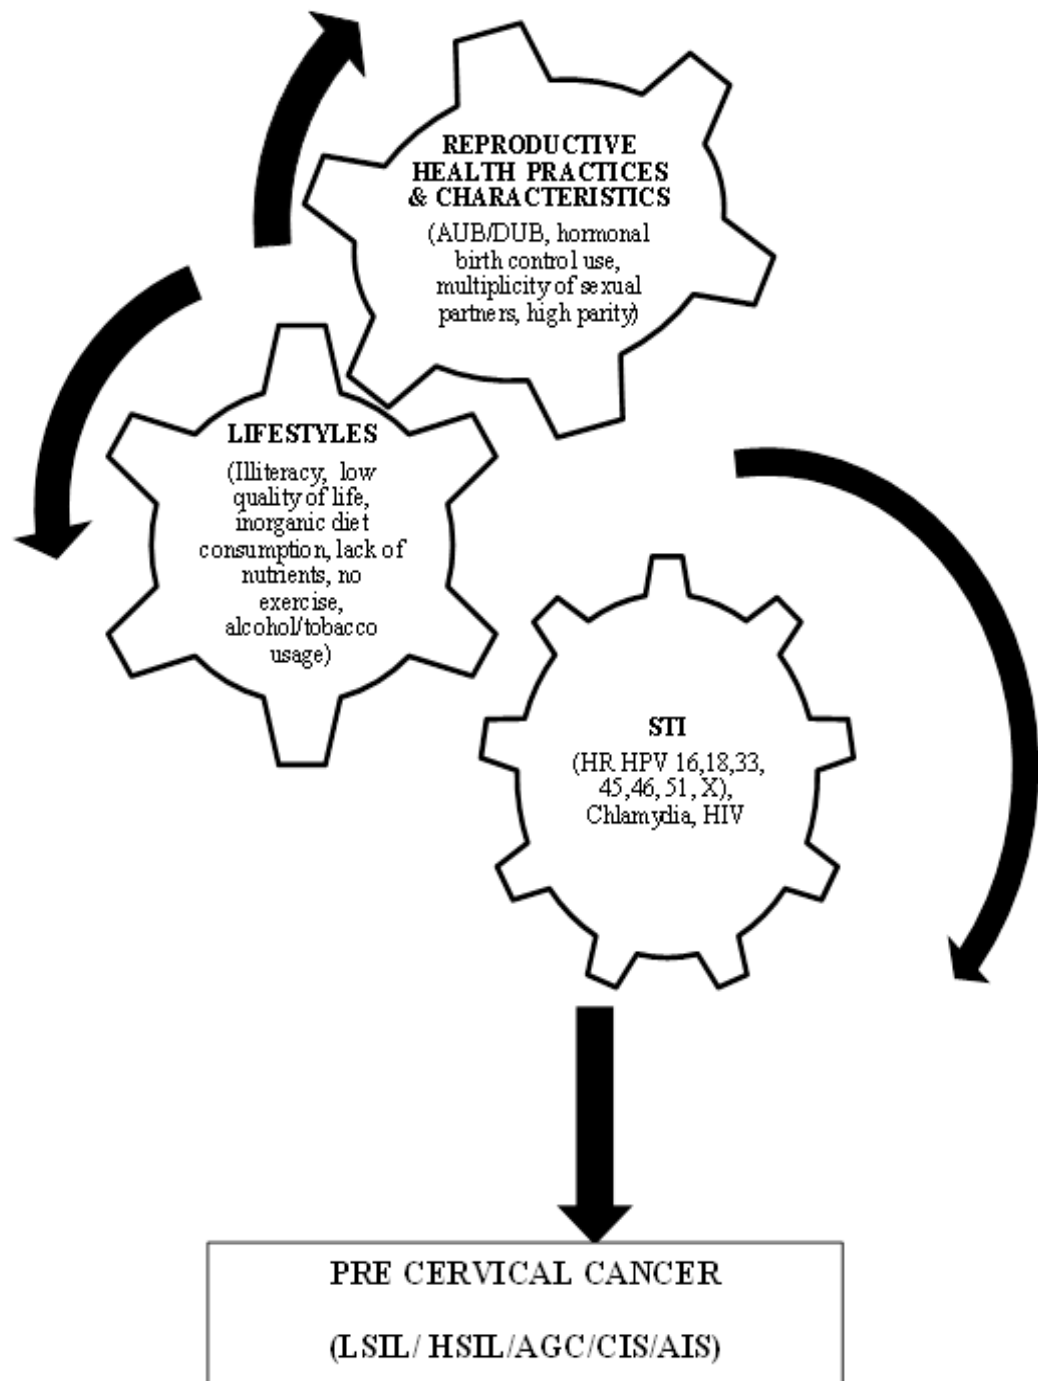 REPRODUCTIVE
HEALTH PRACTICES
& CHARACTERISTICS
(AUB/DUB, hormonal
birth control use,
multiplicity of sexual
partners, high parity)
LIFESTYLES
(Illiteracy, low
quality of life,
inorganic diet
consumption, lack of
nutrients, no
exercise,
alcohol/tobacco
usage)
STI
(HR HPV 16,18,33,
45,46, 51, X),
Chlamydia, HIV
PRE CERVICAL CANCER
(LSIL/ HSIL/AGC/CIS/AIS)